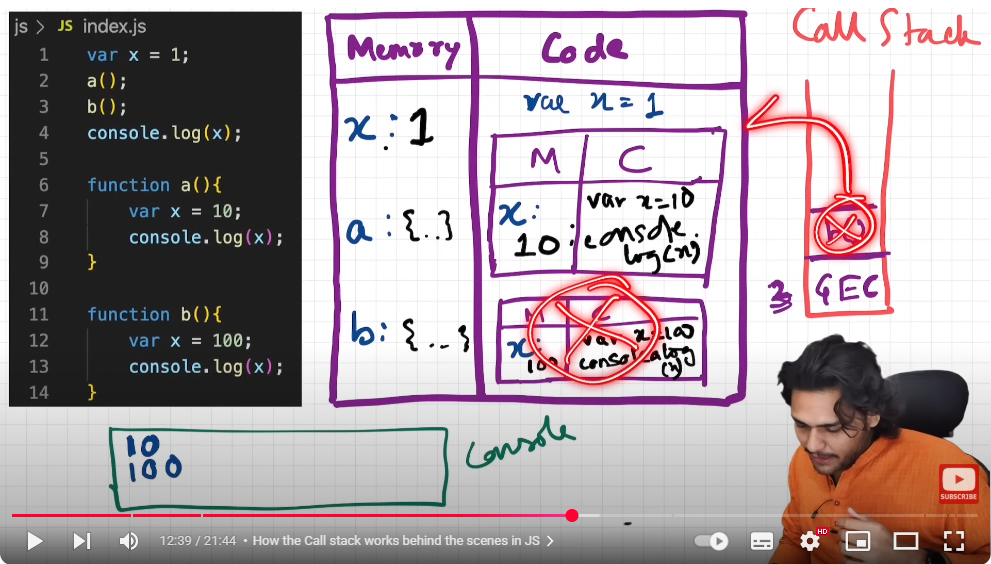 js > JS index.js
1 var x = 1;
2 a();
3 b();
4 console.log(x);
5
6 function a(){
7 var x = 10;
8 console.log(x);
9 }
10
11 function b(){
12 var x = 100;
13 console.log(x);
14 }
Memory Code
x: 1
a: {..}
b: {...}
var x = 1
M C
x: 10
var x=10
console.
log(x)
M C
x: 100
var x=100
console.log
(x)
Call Stack
GEC
10
100
Console
SUBSCRIBE
12:39 / 21:44 • How the Call stack works behind the scenes in JS >
HD